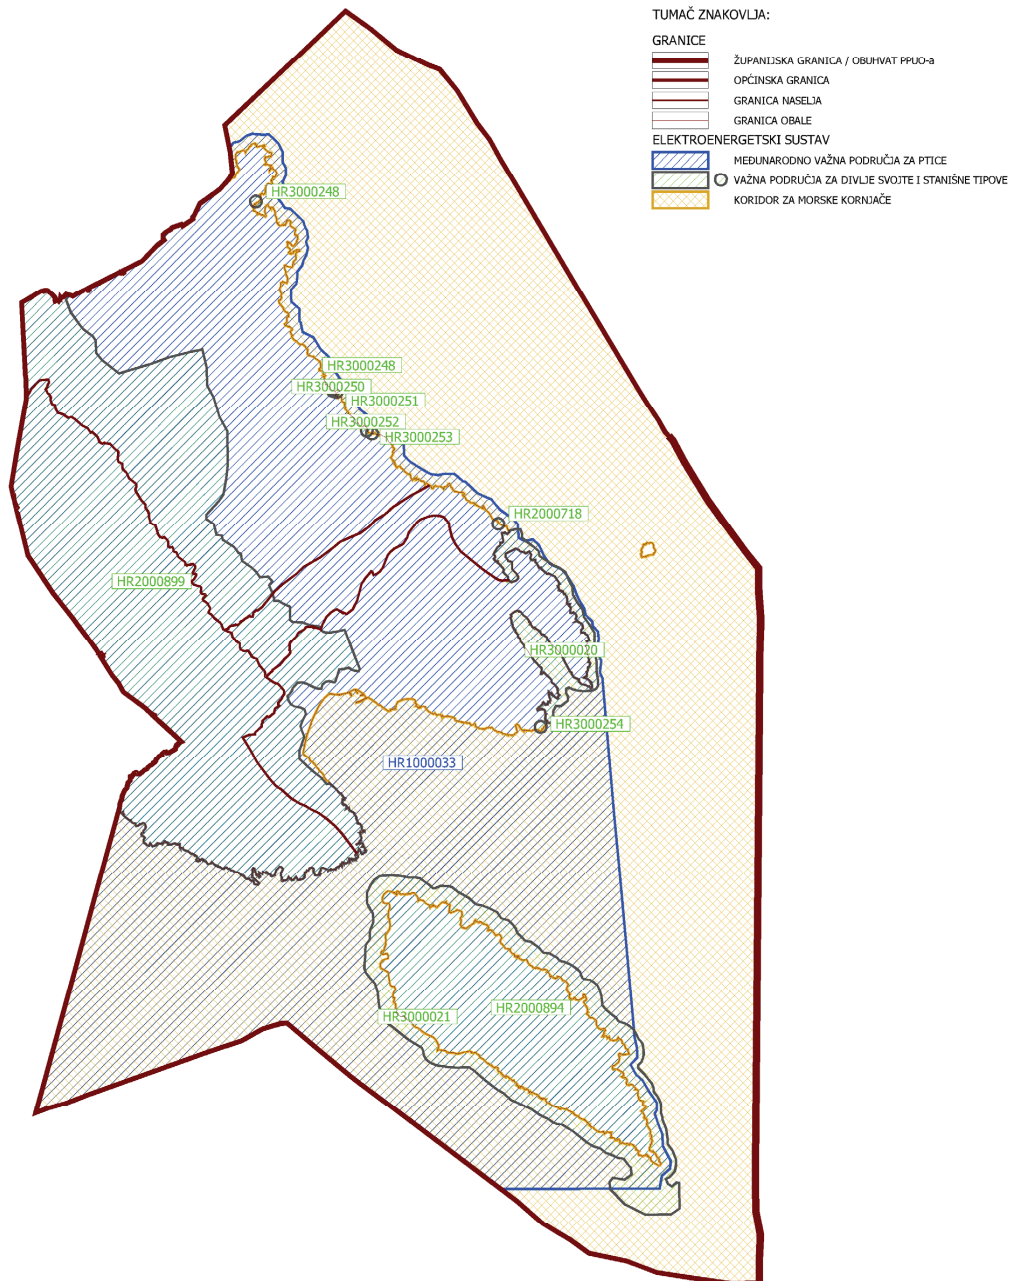 TUMAČ ZNAKOVLJA:
GRANICE
ŽUPANIJSKA GRANICA / OBUHVAT PPUO-a
OPĆINSKA GRANICA
GRANICA NASELJA
GRANICA OBALE
ELEKTROENERGETSKI SUSTAV
MEĐUNARODNO VAŽNA PODRUČJA ZA PTICE
VAŽNA PODRUČJA ZA DIVLJE SVOJTE I STANIŠNE TIPOVE
KORIDOR ZA MORSKE KORNJAČE
HR3000248
HR3000248
HR3000250
HR3000251
HR3000252
HR3000253
HR2000718
HR2000899
HR3000020
HR3000254
HR1000033
HR2000894
HR3000021